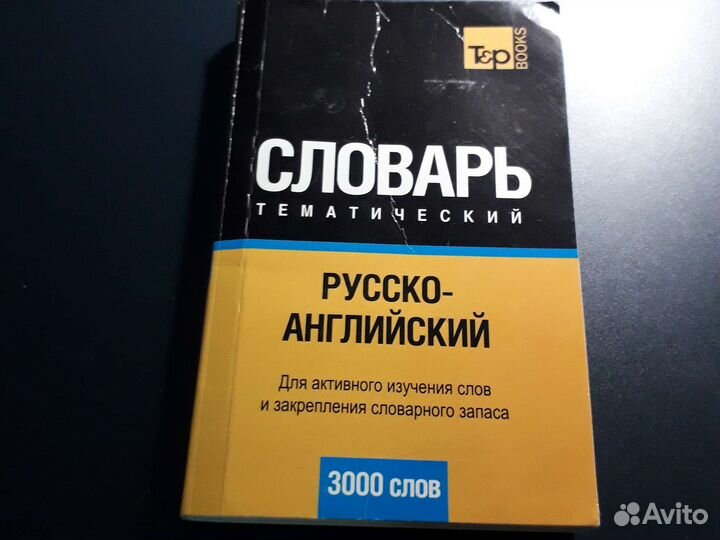 T&P
BOOKS
СЛОВАРЬ
ТЕМАТИЧЕСКИЙ
РУССКО-
АНГЛИЙСКИЙ
Для активного изучения слов
и закрепления словарного запаса
3000 СЛОВ
Avito